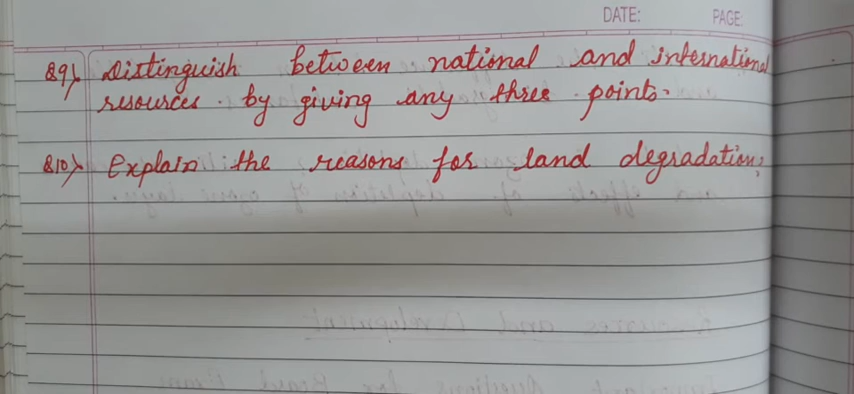 DATE: PAGE:
Q9) Distinguish between national and international
resources. by giving any three points.
Q10) Explain the reasons for land degradation?